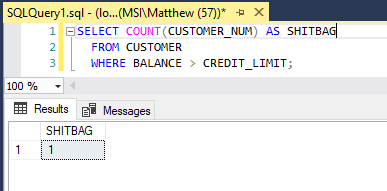 SQLQuery1.sql - (lo...(MSI\Matthew (57))*
1 SELECT COUNT(CUSTOMER_NUM) AS SHITBAG
2 FROM CUSTOMER
3 WHERE BALANCE > CREDIT_LIMIT;
100 %
Results Messages
SHITBAG
1 1